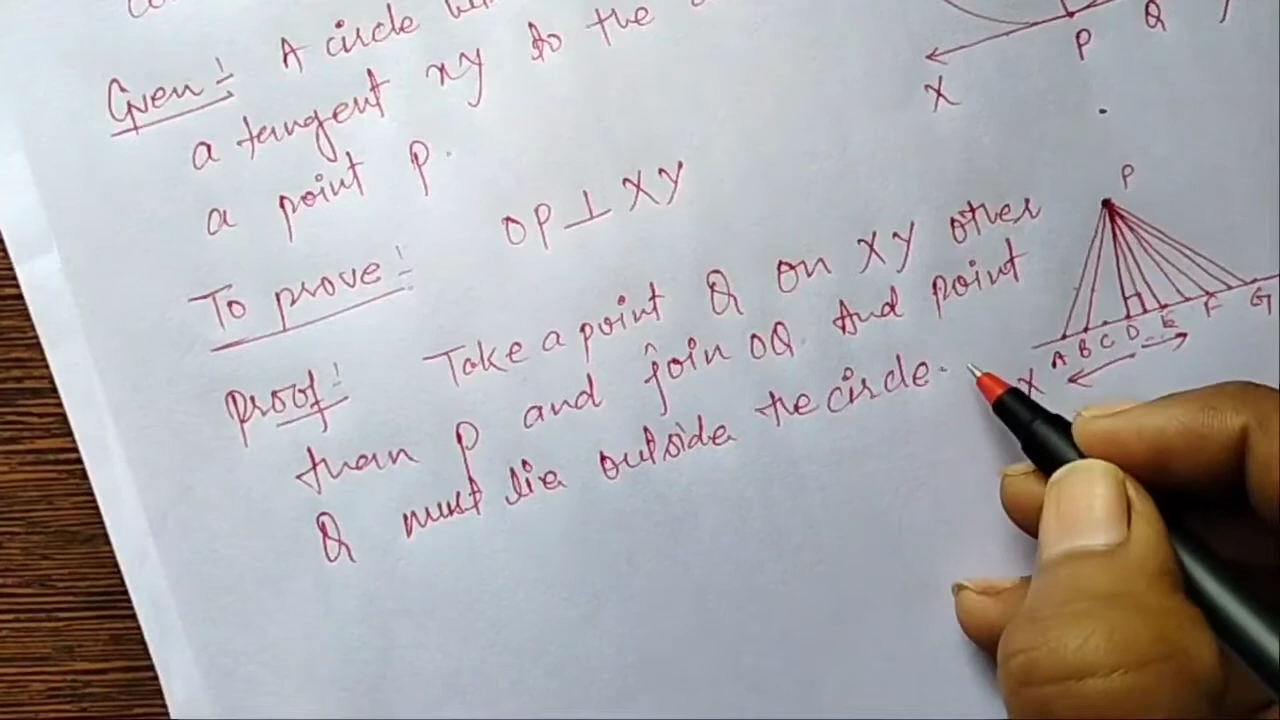 Given:- A circle
a tangent xy to the
a point P.
To prove:- OP ⊥ XY
Proof:- Take a point Q on XY other
than P and join OQ. And point
Q must lie outside the circle.
P Q
X
P
A B C D E F G
X